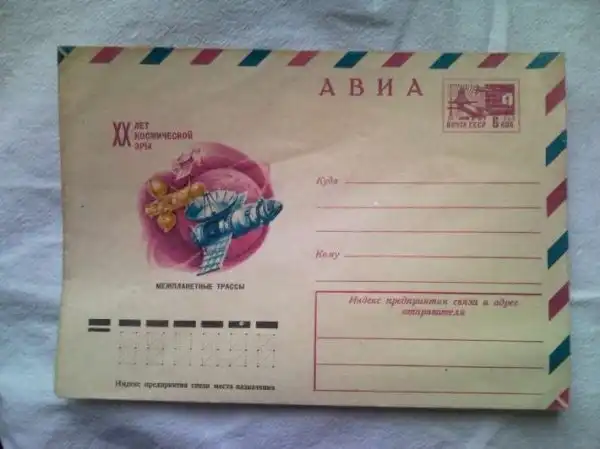 АВИА
ПОЧТА СССР 6 КОП.
XX ЛЕТ
КОСМИЧЕСКОЙ
ЭРЫ
Куда
Кому
МЕЖПЛАНЕТНЫЕ ТРАССЫ
Индекс предприятия связи и адрес
отправителя
Индекс предприятия связи места назначения